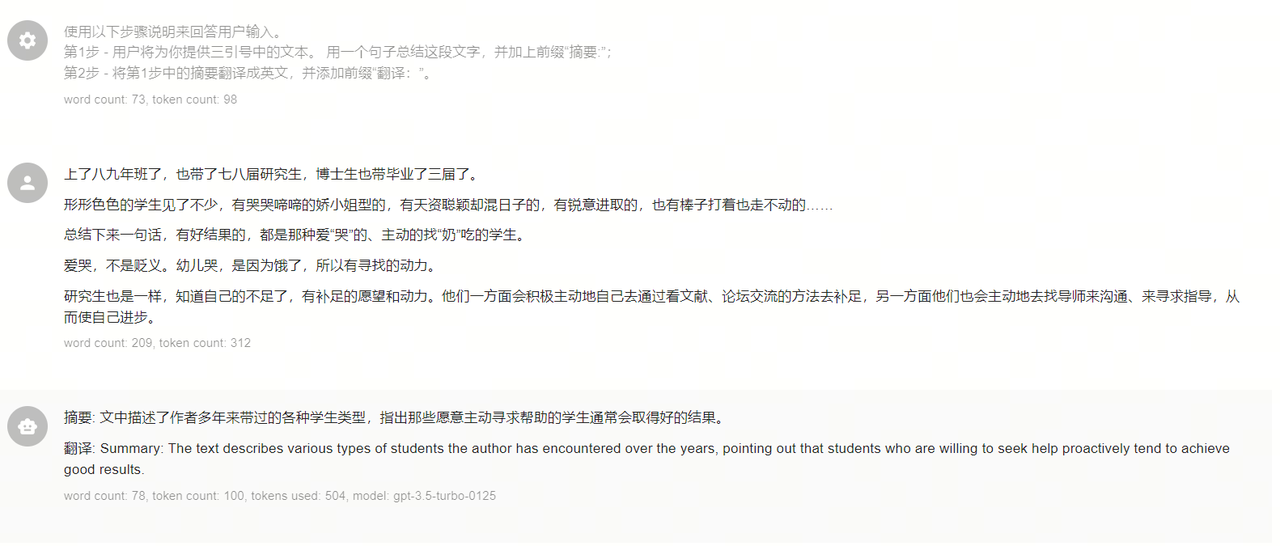 使用以下步骤说明来回答用户输入。
第1步 - 用户将为你提供三引号中的文本。 用一个句子总结这段文字，并加上前缀“摘要:”；
第2步 - 将第1步中的摘要翻译成英文，并添加前缀“翻译：”。
word count: 73, token count: 98
上了八九年班了，也带了七八届研究生，博士生也带毕业了三届了。
形形色色的学生见了不少，有哭哭啼啼的娇小姐型的，有天资聪颖却混日子的，有锐意进取的，也有棒子打着也走不动的……
总结下来一句话，有好结果的，都是那种爱“哭”的、主动的找“奶”吃的学生。
爱哭，不是贬义。幼儿哭，是因为饿了，所以有寻找的动力。
研究生也是一样，知道自己的不足了，有补足的愿望和动力。他们一方面会积极主动地自己去通过看文献、论坛交流的方法去补足，另一方面他们也会主动地去找导师来沟通、来寻求指导，从
而使自己进步。
word count: 209, token count: 312
摘要: 文中描述了作者多年来带过的各种学生类型，指出那些愿意主动寻求帮助的学生通常会取得好的结果。
翻译: Summary: The text describes various types of students the author has encountered over the years, pointing out that students who are willing to seek help proactively tend to achieve
good results.
word count: 78, token count: 100, tokens used: 504, model: gpt-3.5-turbo-0125